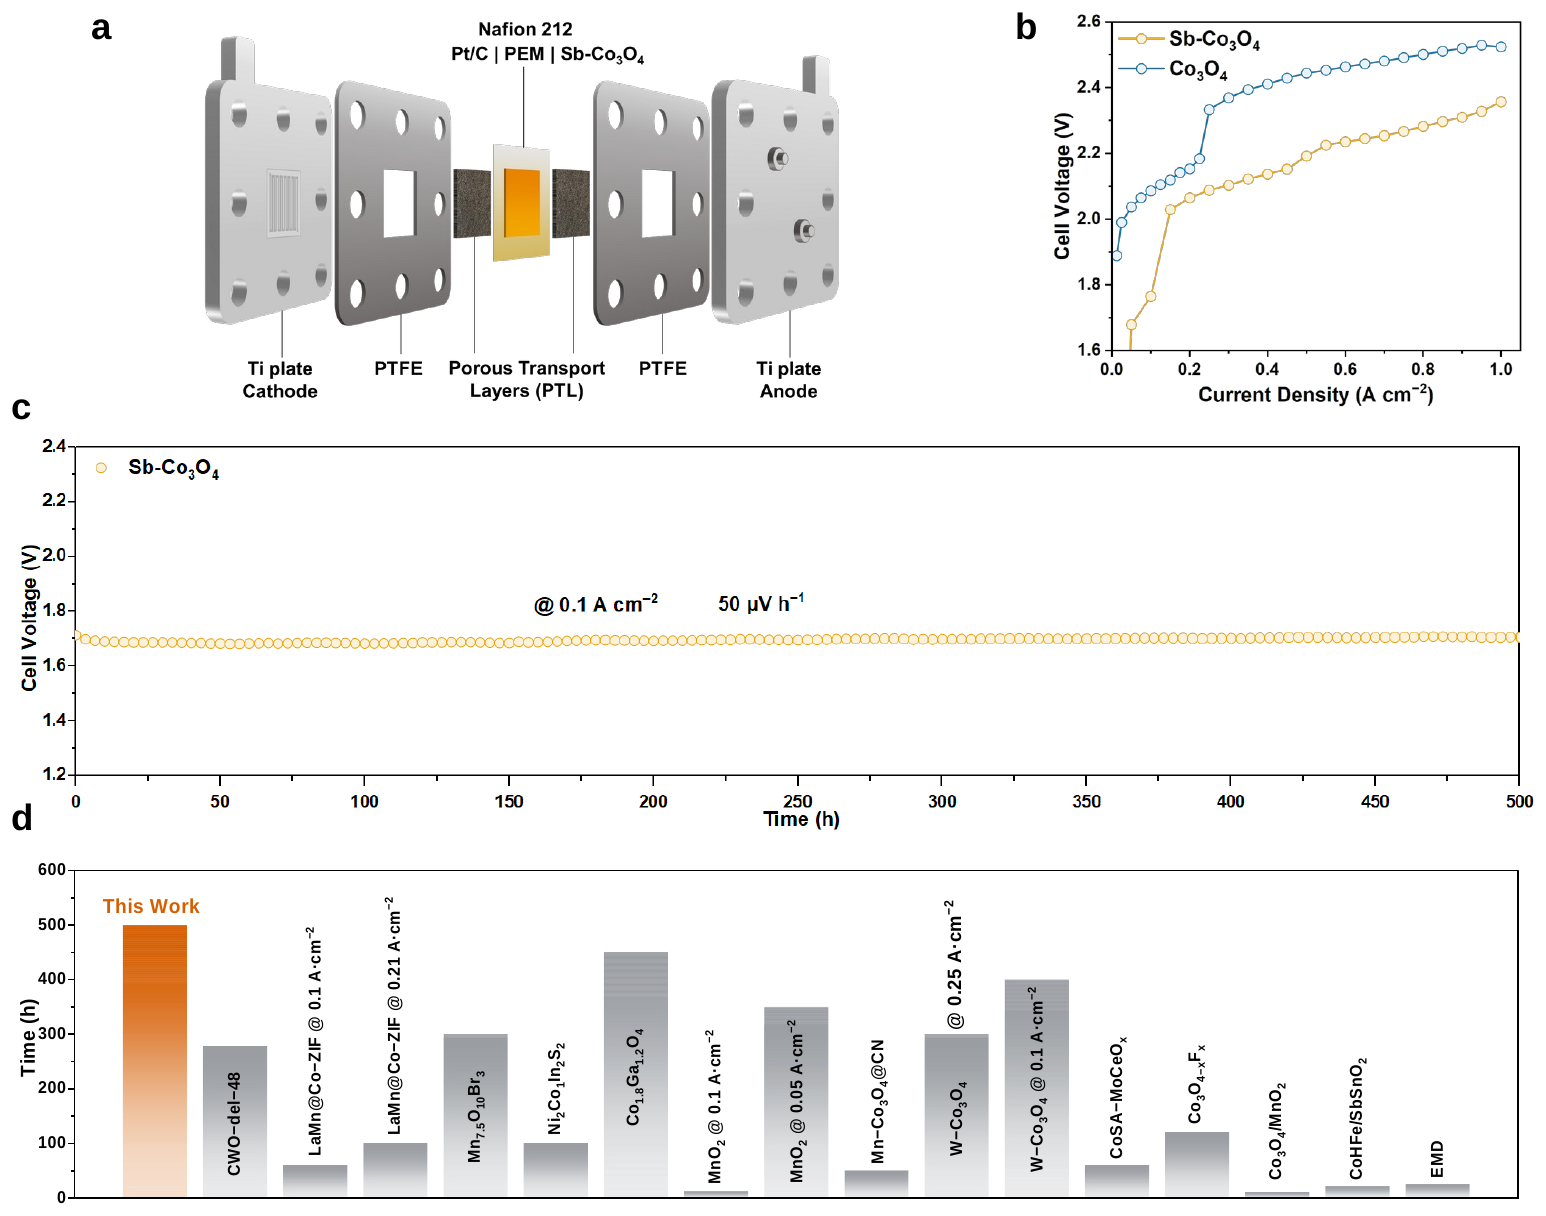 a
Nafion 212
Pt/C | PEM | Sb-Co₃O₄
Ti plate
Cathode
PTFE
Porous Transport
Layers (PTL)
PTFE
Ti plate
Anode
b
Sb-Co₃O₄
Co₃O₄
2.6
2.4
2.2
2.0
1.8
1.6
Cell Voltage (V)
0.0 0.2 0.4 0.6 0.8 1.0
Current Density (A cm⁻²)
c
Sb-Co₃O₄
2.4
2.2
2.0
1.8
1.6
1.4
1.2
Cell Voltage (V)
@ 0.1 A cm⁻² 50 µV h⁻¹
0 50 100 150 200 250 300 350 400 450 500
Time (h)
d
600
500
400
300
200
100
0
Time (h)
This Work
CWO−del−48
LaMn@Co−ZIF @ 0.1 A·cm⁻²
LaMn@Co−ZIF @ 0.21 A·cm⁻²
Mn₇.₅O₁₀Br₃
Ni₂Co₁In₂S₂
Co₁.₈Ga₁.₂O₄
MnO₂ @ 0.1 A·cm⁻²
MnO₂ @ 0.05 A·cm⁻²
Mn−Co₃O₄@CN
W−Co₃O₄ @ 0.25 A·cm⁻²
W−Co₃O₄ @ 0.1 A·cm⁻²
CoSA−MoCeOₓ
Co₃O₄₋ₓFₓ
Co₃O₄/MnO₂
CoHFe/SbSnO₂
EMD